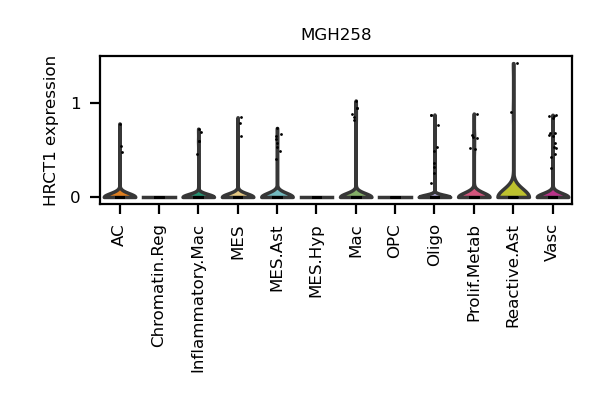 MGH258
HRCT1 expression
1
0
AC
Chromatin.Reg
Inflammatory.Mac
MES
MES.Ast
MES.Hyp
Mac
OPC
Oligo
Prolif.Metab
Reactive.Ast
Vasc